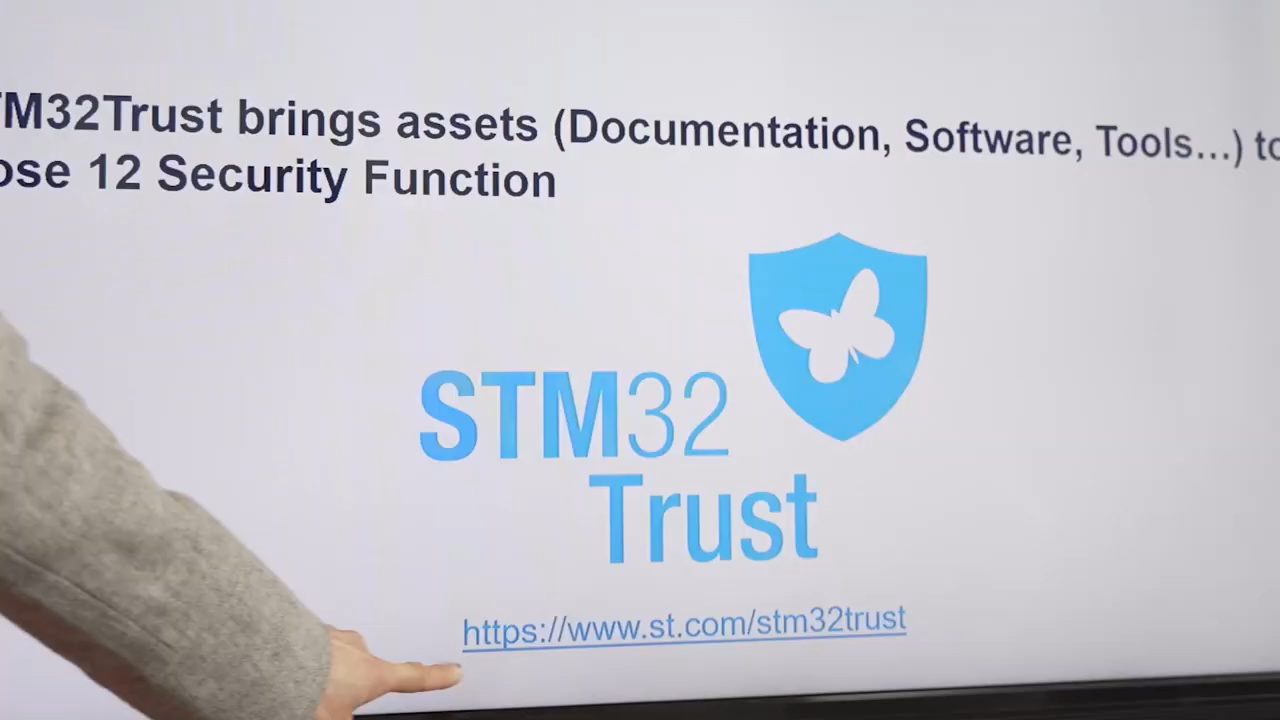 TM32Trust brings assets (Documentation, Software, Tools...) to
ose 12 Security Function
STM32
Trust
https://www.st.com/stm32trust